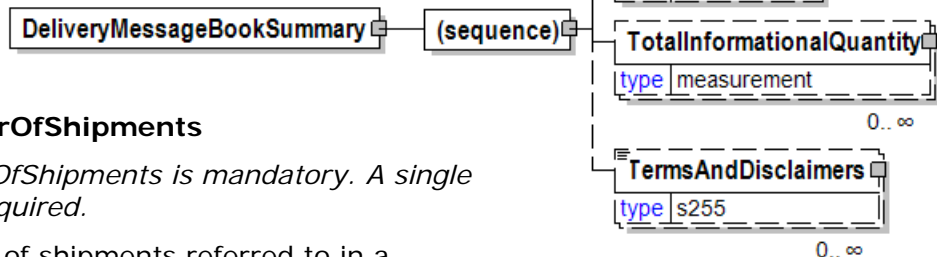 DeliveryMessageBookSummary
(sequence)
TotalInformationalQuantity
type measurement
0.. ∞
rOfShipments
OfShipments is mandatory. A single
quired.
TermsAndDisclaimers
type s255
of shipments referred to in a
0.. ∞